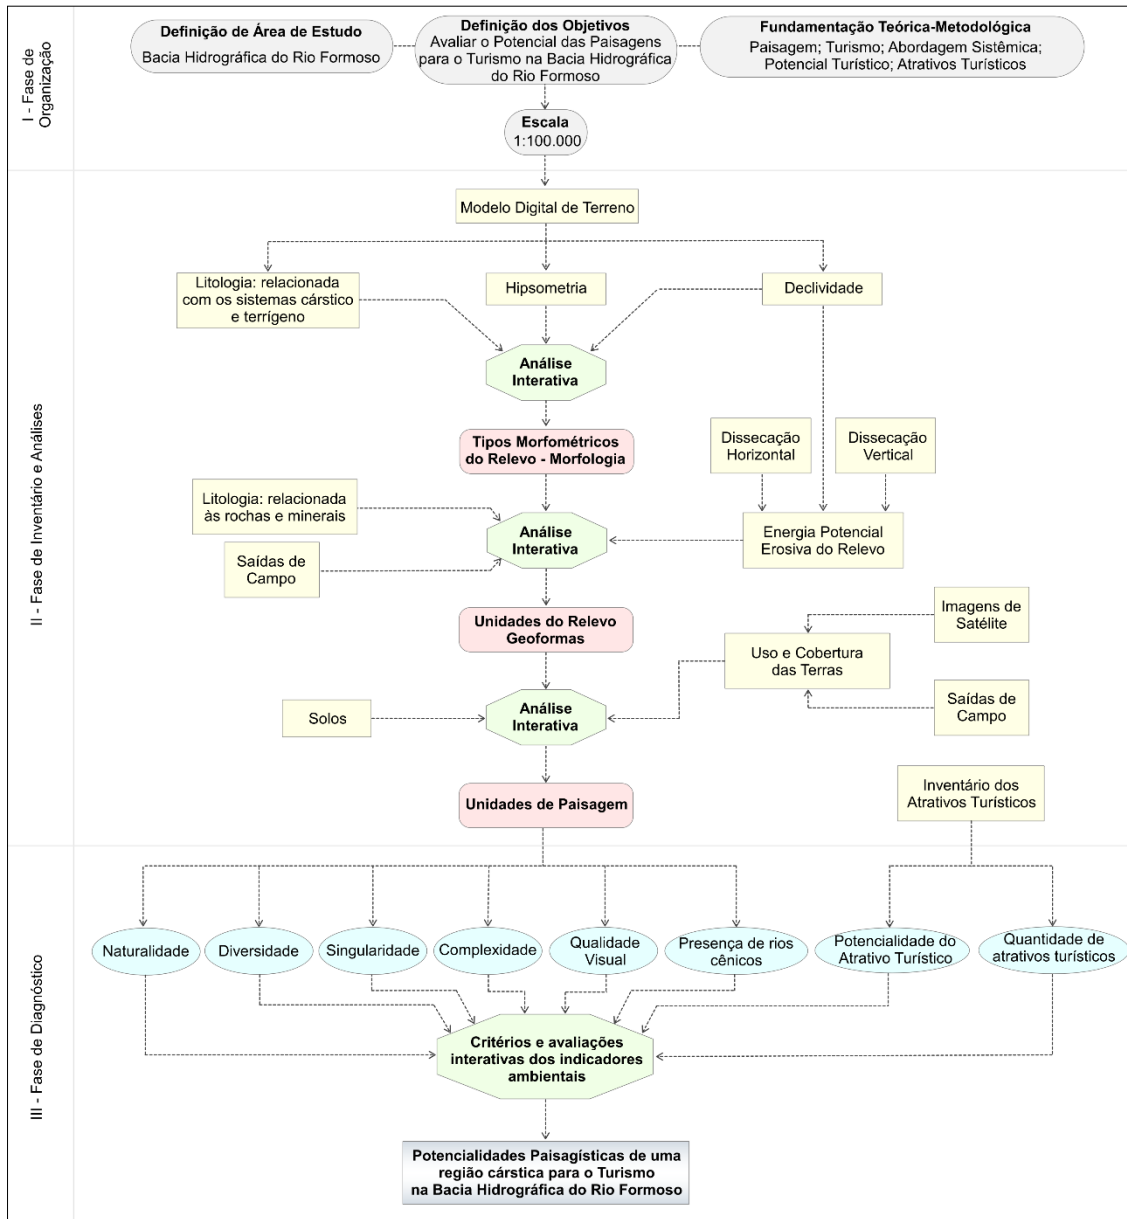 I - Fase de
Organização
Definição de Área de Estudo
Bacia Hidrográfica do Rio Formoso
Definição dos Objetivos
Avaliar o Potencial das Paisagens
para o Turismo na Bacia Hidrográfica
do Rio Formoso
Fundamentação Teórica-Metodológica
Paisagem; Turismo; Abordagem Sistêmica;
Potencial Turístico; Atrativos Turísticos
Escala
1:100.000
II - Fase de Inventário e Análises
Modelo Digital de Terreno
Litologia: relacionada
com os sistemas cárstico
e terrígeno
Hipsometria
Declividade
Análise
Interativa
Tipos Morfométricos
do Relevo - Morfologia
Dissecação
Horizontal
Dissecação
Vertical
Litologia: relacionada
às rochas e minerais
Análise
Interativa
Energia Potencial
Erosiva do Relevo
Saídas de
Campo
Unidades do Relevo
Geoformas
Imagens de
Satélite
Uso e Cobertura
das Terras
Solos
Análise
Interativa
Saídas de
Campo
Unidades de Paisagem
Inventário dos
Atrativos Turísticos
III - Fase de Diagnóstico
Naturalidade
Diversidade
Singularidade
Complexidade
Qualidade
Visual
Presença de rios
cênicos
Potencialidade do
Atrativo Turístico
Quantidade de
atrativos turísticos
Critérios e avaliações
interativas dos indicadores
ambientais
Potencialidades Paisagísticas de uma
região cárstica para o Turismo
na Bacia Hidrográfica do Rio Formoso